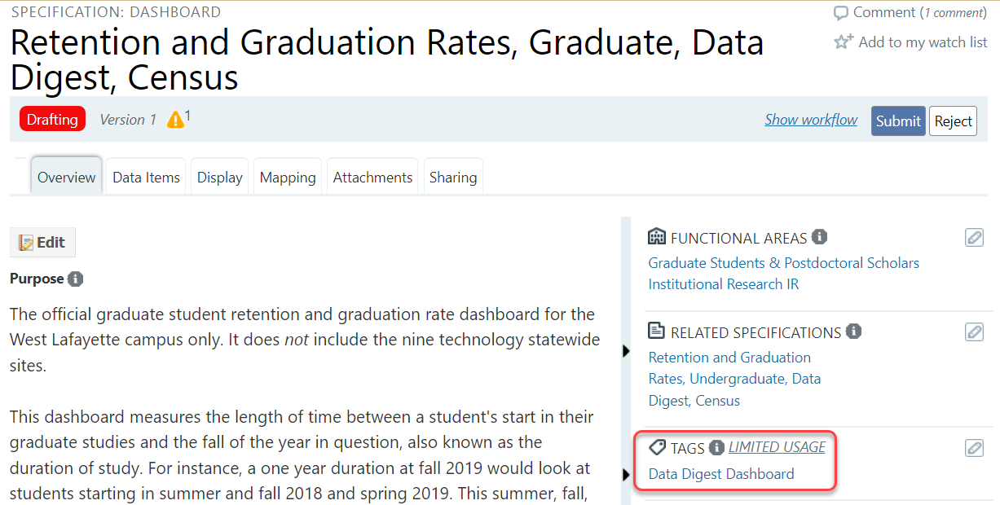 SPECIFICATION: DASHBOARD
Comment (1 comment)
Retention and Graduation Rates, Graduate, Data
Digest, Census
Add to my watch list
Drafting
Version 1
1
Show workflow
Submit
Reject
Overview
Data Items
Display
Mapping
Attachments
Sharing
Edit
Purpose
The official graduate student retention and graduation rate dashboard for the
West Lafayette campus only. It does not include the nine technology statewide
sites.
This dashboard measures the length of time between a student's start in their
graduate studies and the fall of the year in question, also known as the
duration of study. For instance, a one year duration at fall 2019 would look at
students starting in summer and fall 2018 and spring 2019. This summer, fall,
FUNCTIONAL AREAS
Graduate Students & Postdoctoral Scholars
Institutional Research IR
RELATED SPECIFICATIONS
Retention and Graduation
Rates, Undergraduate, Data
Digest, Census
TAGS LIMITED USAGE
Data Digest Dashboard